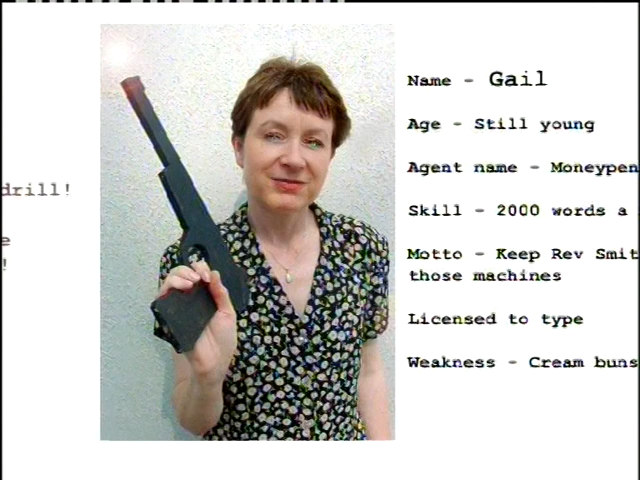 drill!
e
!
Name - Gail
Age - Still young
Agent name - Moneypen
Skill - 2000 words a
Motto - Keep Rev Smit
those machines
Licensed to type
Weakness - Cream buns